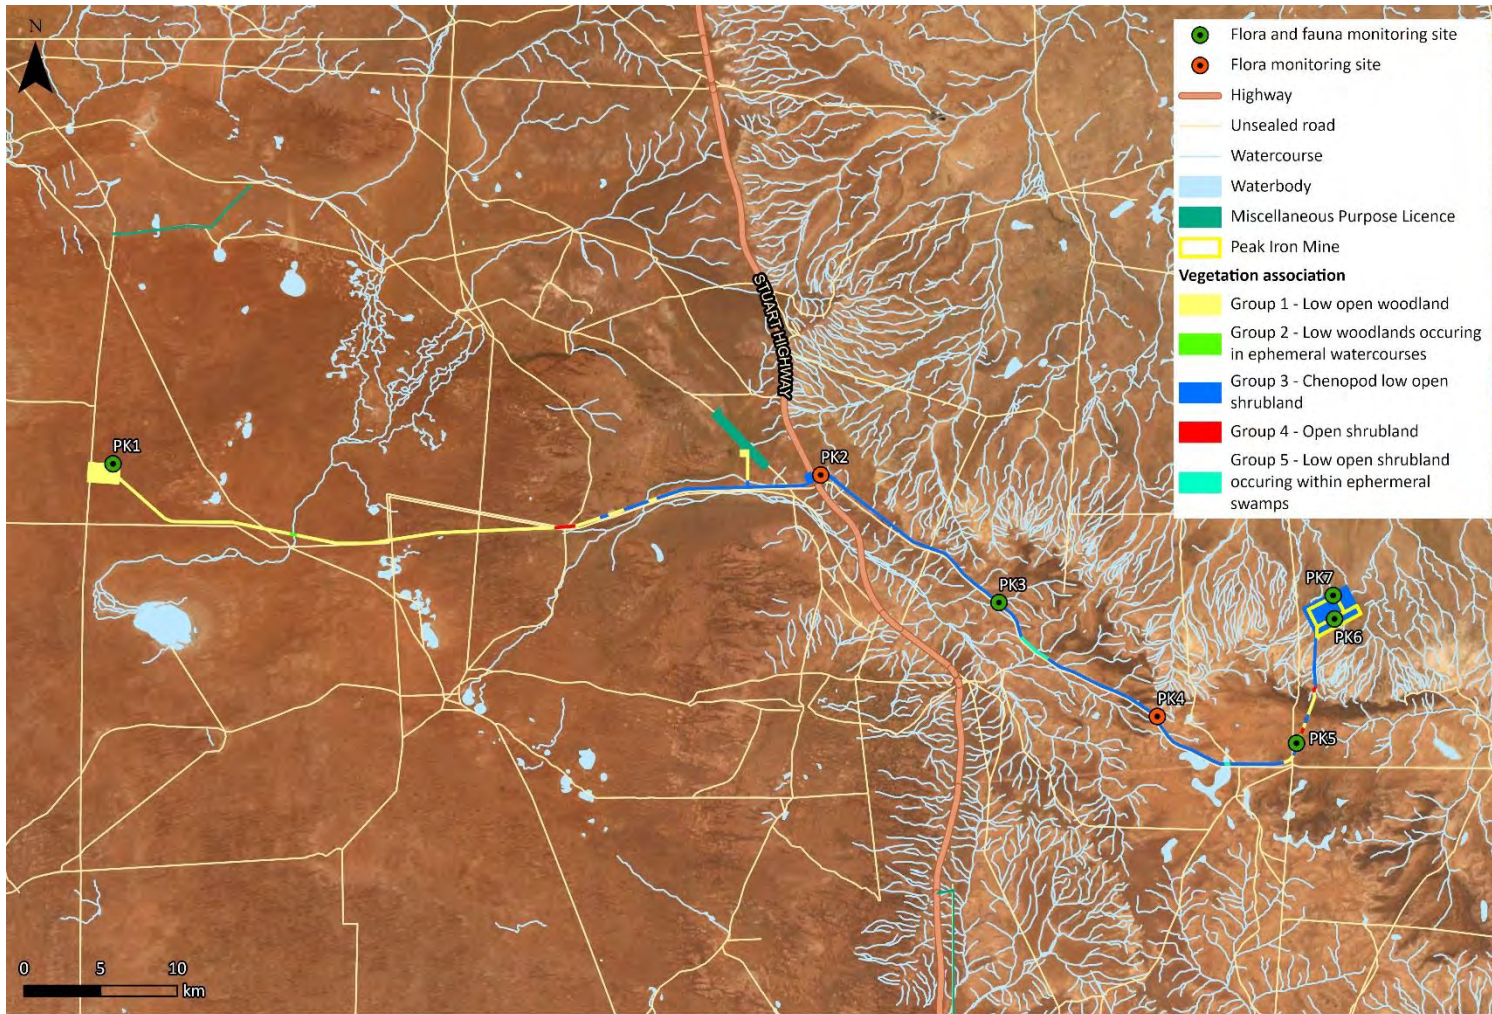 N
Flora and fauna monitoring site
Flora monitoring site
Highway
Unsealed road
Watercourse
Waterbody
Miscellaneous Purpose Licence
Peak Iron Mine
Vegetation association
Group 1 - Low open woodland
Group 2 - Low woodlands occuring
in ephemeral watercourses
Group 3 - Chenopod low open
shrubland
Group 4 - Open shrubland
Group 5 - Low open shrubland
occuring within ephermeral
swamps
STUART HIGHWAY
PK1
PK2
PK3
PK7
PK6
PK4
PK5
0 5 10
km